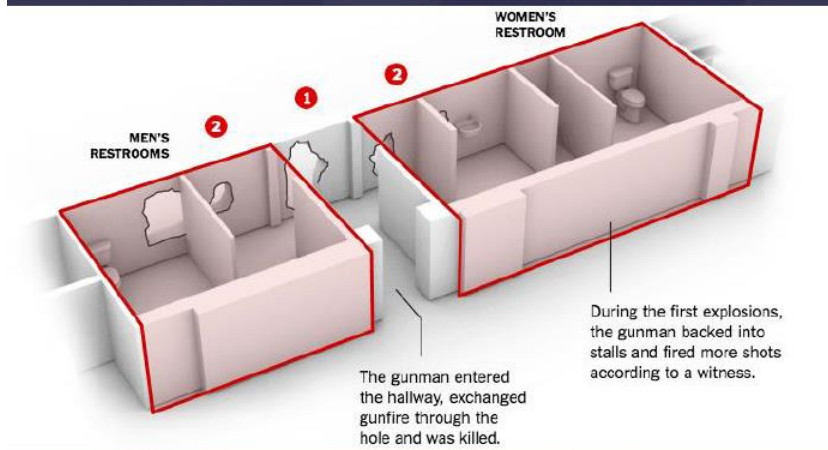 WOMEN'S
RESTROOM
2
1
2
MEN'S
RESTROOMS
During the first explosions,
the gunman backed into
stalls and fired more shots
according to a witness.
The gunman entered
the hallway, exchanged
gunfire through the
hole and was killed.